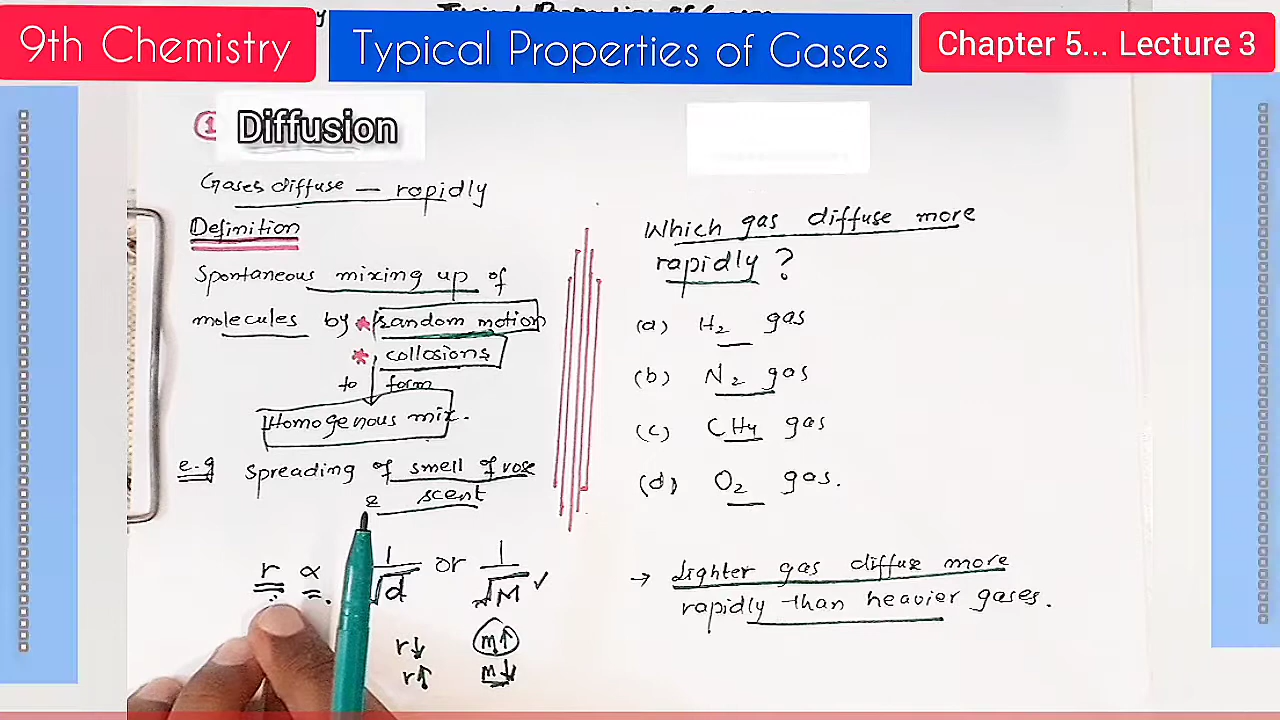 9th Chemistry
Typical Properties of Gases
Chapter 5... Lecture 3
① Diffusion
Gases diffuse — rapidly
Definition
Spontaneous mixing up of
molecules by * random motion
* collosions
to form
Homogenous mix.
e.g Spreading of smell of rose
& scent
r ∝ 1/√d or 1/√M ✓
r↓ m↑
r↑ m↓
Which gas diffuse more
rapidly ?
(a) H₂ gas
(b) N₂ gas
(c) CH₄ gas
(d) O₂ gas.
→ Lighter gas diffuse more
rapidly than heavier gases.